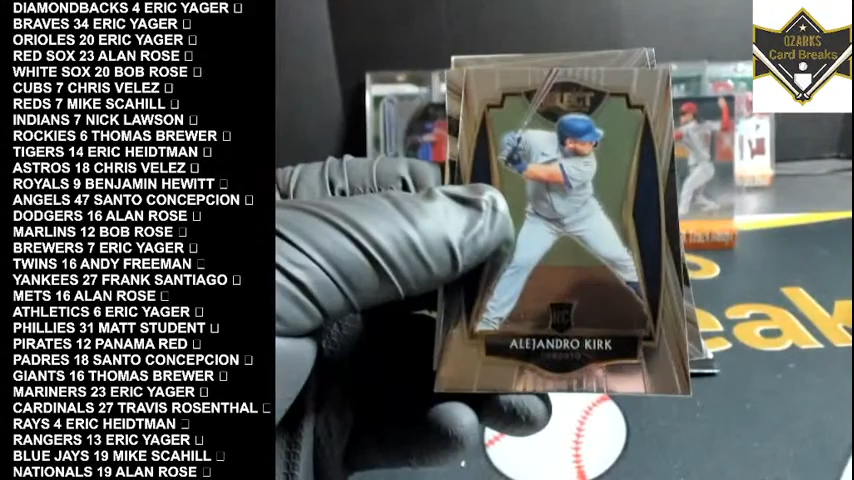 DIAMONDBACKS 4 ERIC YAGER
BRAVES 34 ERIC YAGER
ORIOLES 20 ERIC YAGER
RED SOX 23 ALAN ROSE
WHITE SOX 20 BOB ROSE
CUBS 7 CHRIS VELEZ
REDS 7 MIKE SCAHILL
INDIANS 7 NICK LAWSON
ROCKIES 6 THOMAS BREWER
TIGERS 14 ERIC HEIDTMAN
ASTROS 18 CHRIS VELEZ
ROYALS 9 BENJAMIN HEWITT
ANGELS 47 SANTO CONCEPCION
DODGERS 16 ALAN ROSE
MARLINS 12 BOB ROSE
BREWERS 7 ERIC YAGER
TWINS 16 ANDY FREEMAN
YANKEES 27 FRANK SANTIAGO
METS 16 ALAN ROSE
ATHLETICS 6 ERIC YAGER
PHILLIES 31 MATT STUDENT
PIRATES 12 PANAMA RED
PADRES 18 SANTO CONCEPCION
GIANTS 16 THOMAS BREWER
MARINERS 23 ERIC YAGER
CARDINALS 27 TRAVIS ROSENTHAL
RAYS 4 ERIC HEIDTMAN
RANGERS 13 ERIC YAGER
BLUE JAYS 19 MIKE SCAHILL
NATIONALS 19 ALAN ROSE
OZARKS
Card Breaks
SELECT
RC
ALEJANDRO KIRK
TORONTO
eak